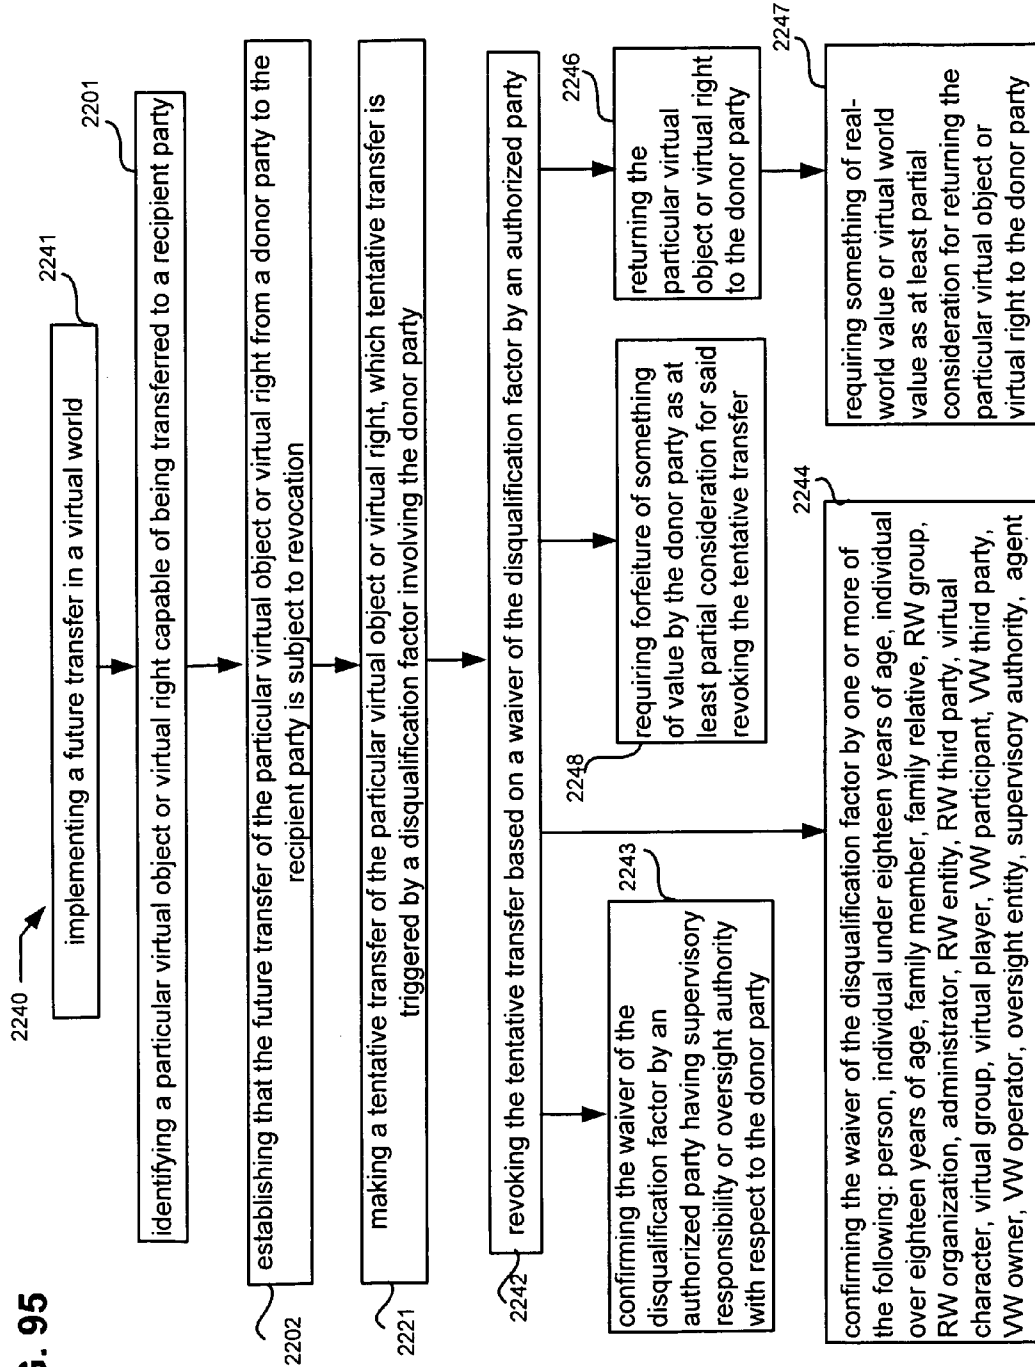 2240
implementing a future transfer in a virtual world
2241
identifying a particular virtual object or virtual right capable of being transferred to a recipient party
2201
establishing that the future transfer of the particular virtual object or virtual right from a donor party to the
recipient party is subject to revocation
2202
making a tentative transfer of the particular virtual object or virtual right, which tentative transfer is
triggered by a disqualification factor involving the donor party
2221
revoking the tentative transfer based on a waiver of the disqualification factor by an authorized party
2242
confirming the waiver of the
disqualification factor by an
authorized party having supervisory
responsibility or oversight authority
with respect to the donor party
2243
requiring forfeiture of something
of value by the donor party as at
least partial consideration for said
revoking the tentative transfer
2248
returning the
particular virtual
object or virtual right
to the donor party
2246
confirming the waiver of the disqualification factor by one or more of
the following: person, individual under eighteen years of age, individual
over eighteen years of age, family member, family relative, RW group,
RW organization, administrator, RW entity, RW third party, virtual
character, virtual group, virtual player, VW participant, VW third party,
VW owner, VW operator, oversight entity, supervisory authority, agent
2244
requiring something of real-
world value or virtual world
value as at least partial
consideration for returning the
particular virtual object or
virtual right to the donor party
2247
G. 95